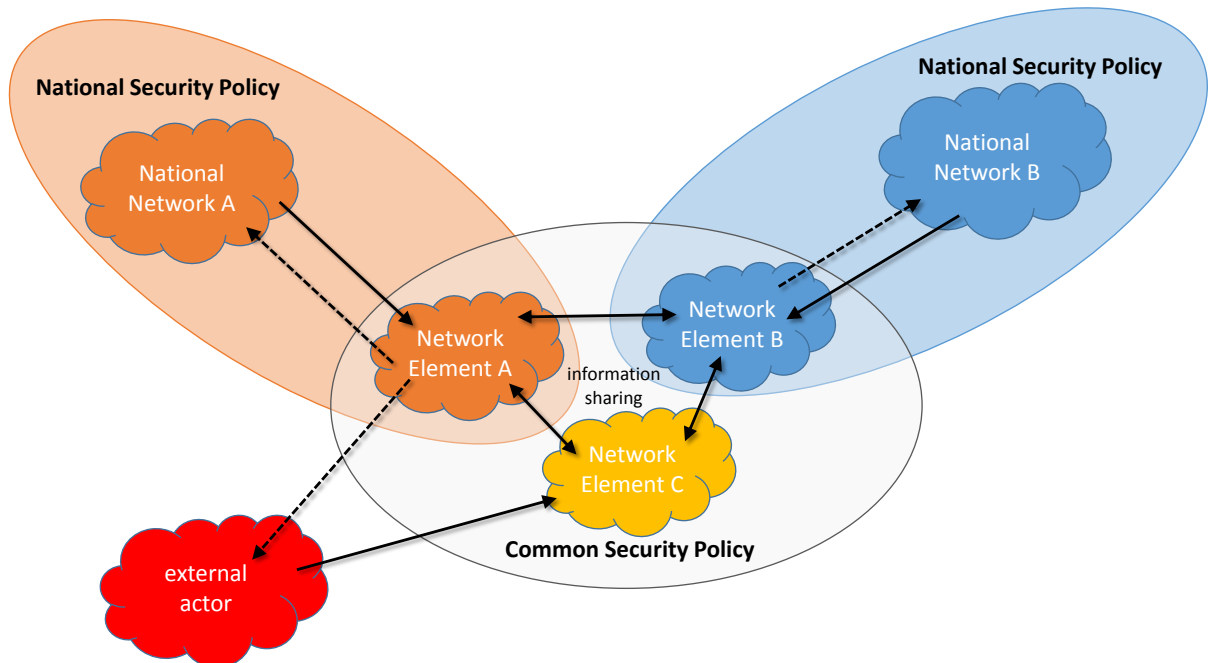 National Security Policy
National Security Policy
National
Network A
National
Network B
Network
Element A
Network
Element B
information
sharing
Network
Element C
Common Security Policy
external
actor